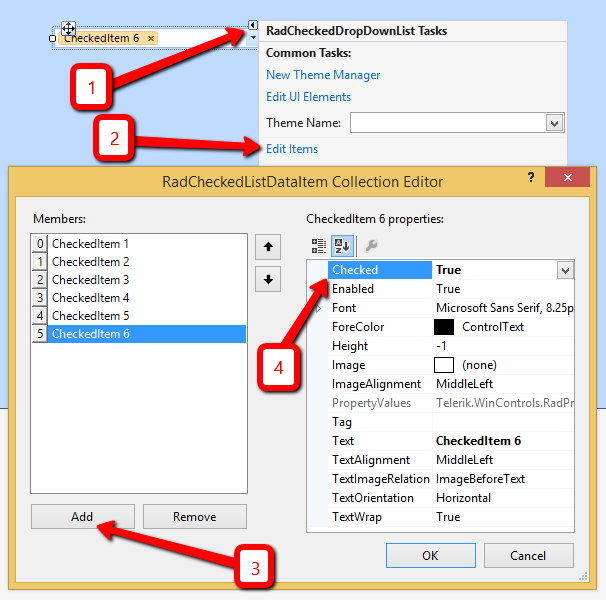 CheckedItem 6 ×
RadCheckedDropDownList Tasks
Common Tasks:
New Theme Manager
Edit UI Elements
Theme Name:
Edit Items
1
2
RadCheckedListDataItem Collection Editor
? ×
Members:
0 CheckedItem 1
1 CheckedItem 2
2 CheckedItem 3
3 CheckedItem 4
4 CheckedItem 5
5 CheckedItem 6
Add Remove
3
CheckedItem 6 properties:
Checked True
Enabled True
Font Microsoft Sans Serif, 8.25p
ForeColor ControlText
Height -1
Image (none)
ImageAlignment MiddleLeft
PropertyValues Telerik.WinControls.RadPr
Tag
Text CheckedItem 6
TextAlignment MiddleLeft
TextImageRelation ImageBeforeText
TextOrientation Horizontal
TextWrap True
4
OK Cancel